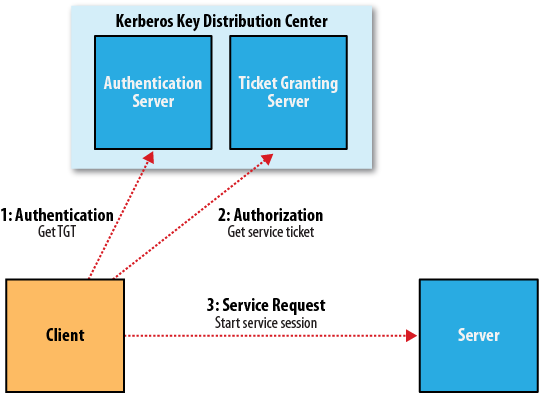 Kerberos Key Distribution Center
Authentication
Server
Ticket Granting
Server
1: Authentication
Get TGT
2: Authorization
Get service ticket
3: Service Request
Start service session
Client
Server